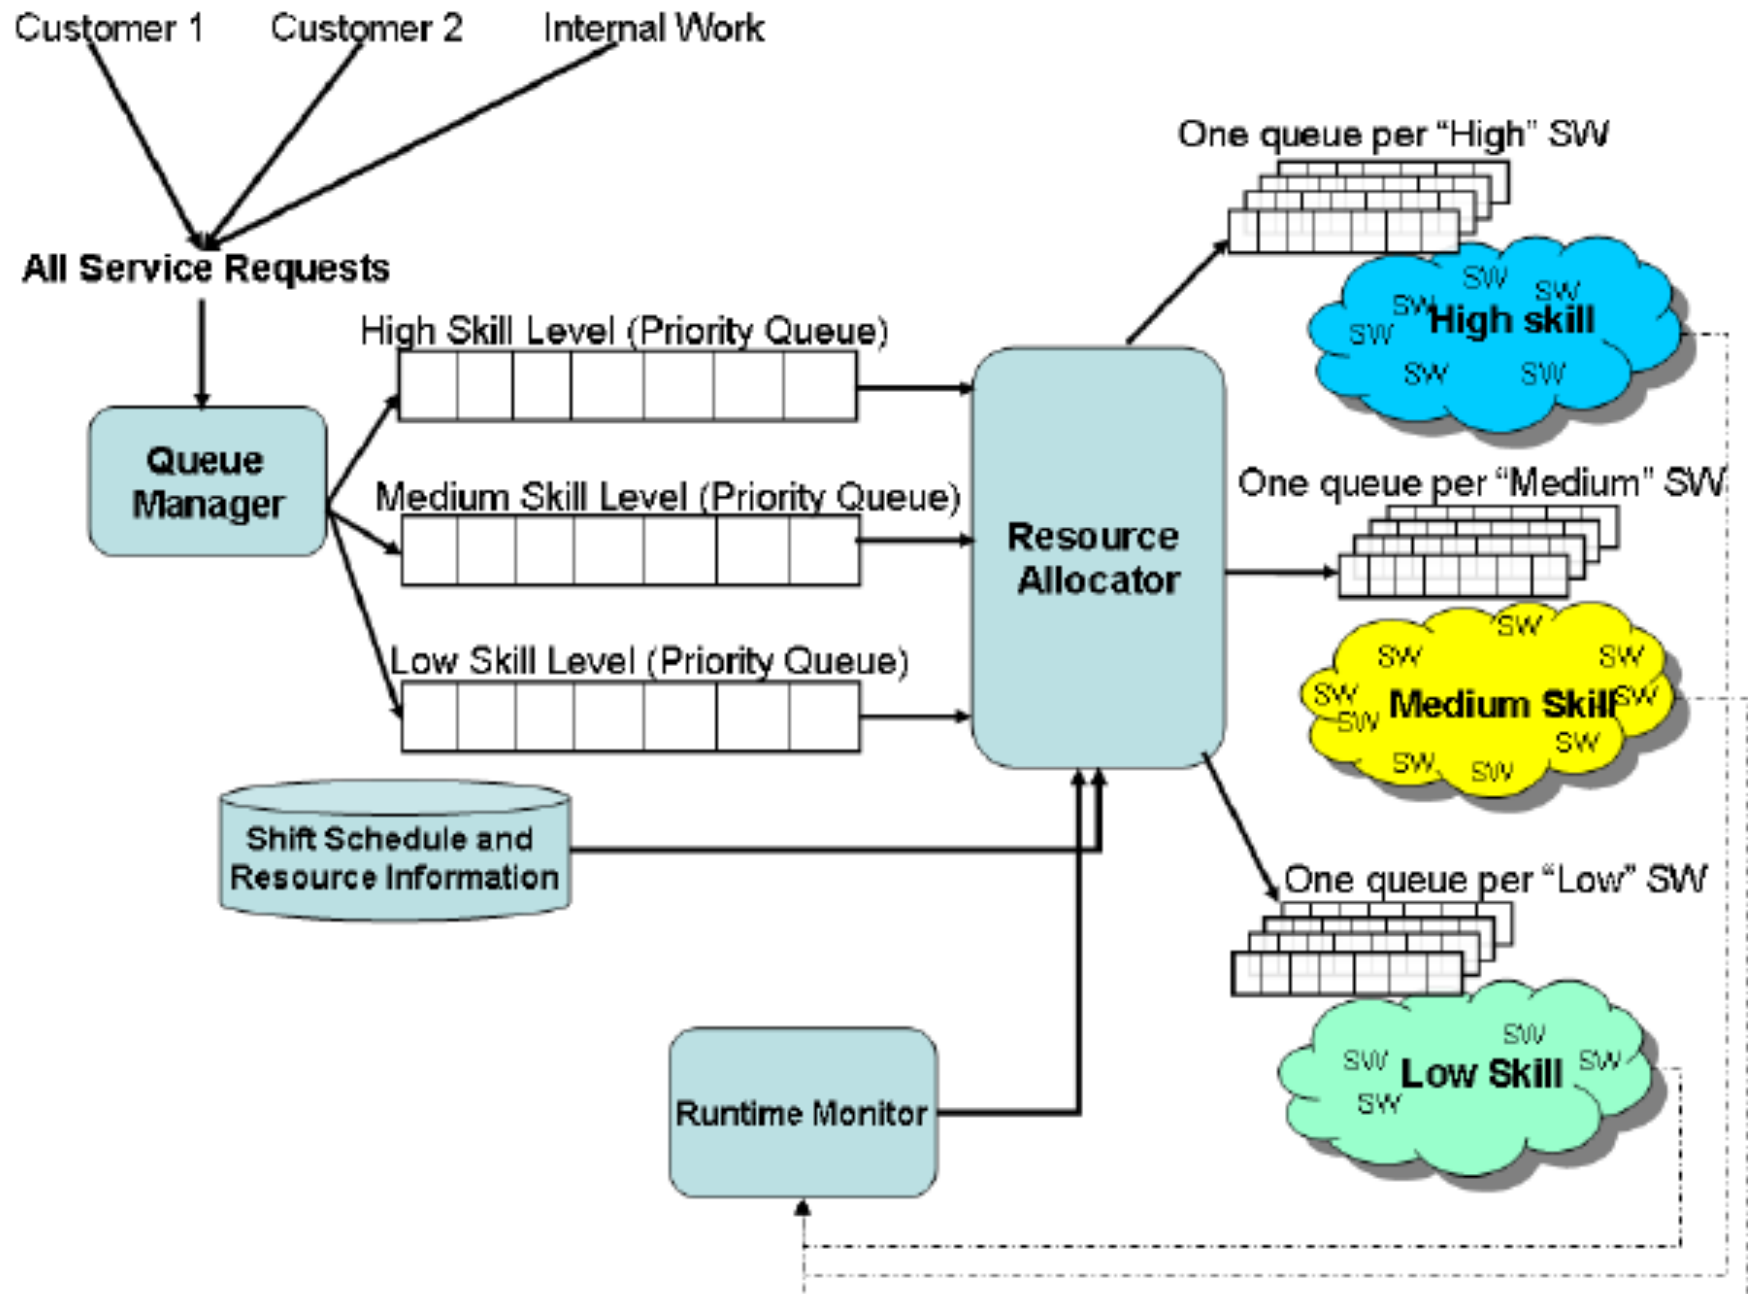 Customer 1
Customer 2
Internal Work
All Service Requests
Queue
Manager
High Skill Level (Priority Queue)
Medium Skill Level (Priority Queue)
Low Skill Level (Priority Queue)
Shift Schedule and
Resource Information
Runtime Monitor
Resource
Allocator
One queue per “High” SW
SW
SW
SW
SW
High skill
SW
SW
One queue per “Medium” SW
SW
SW
SW
SW
Medium Skill
SW
SW
SW
SW
SW
One queue per “Low” SW
SW
SW
Low Skill
SW
SW